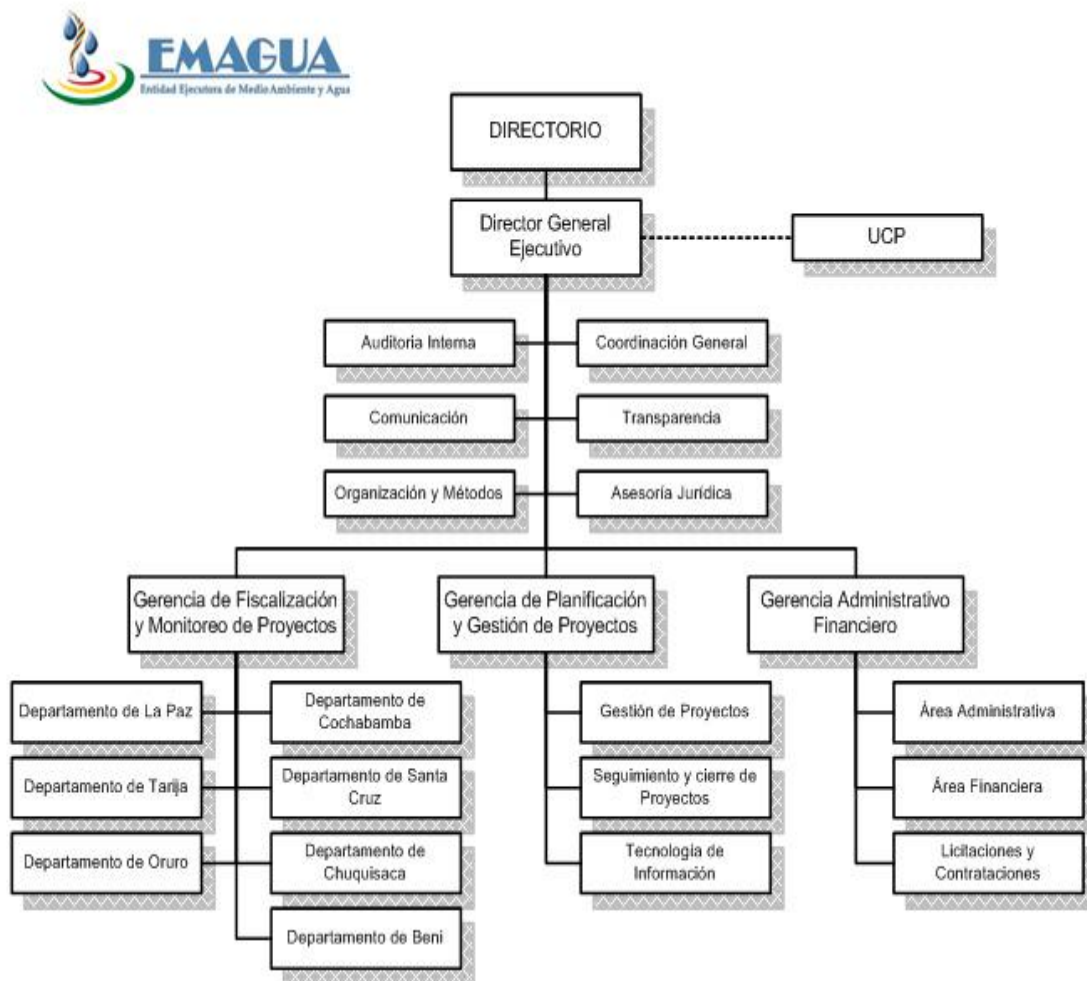 EMAGUA
Entidad Ejecutora de Medio Ambiente y Agua
DIRECTORIO
Director General
Ejecutivo
UCP
Auditoria Interna
Coordinación General
Comunicación
Transparencia
Organización y Métodos
Asesoría Jurídica
Gerencia de Fiscalización
y Monitoreo de Proyectos
Gerencia de Planificación
y Gestión de Proyectos
Gerencia Administrativo
Financiero
Departamento de La Paz
Departamento de
Cochabamba
Gestión de Proyectos
Área Administrativa
Departamento de Tarija
Departamento de Santa
Cruz
Seguimiento y cierre de
Proyectos
Área Financiera
Departamento de Oruro
Departamento de
Chuquisaca
Tecnología de
Información
Licitaciones y
Contrataciones
Departamento de Beni